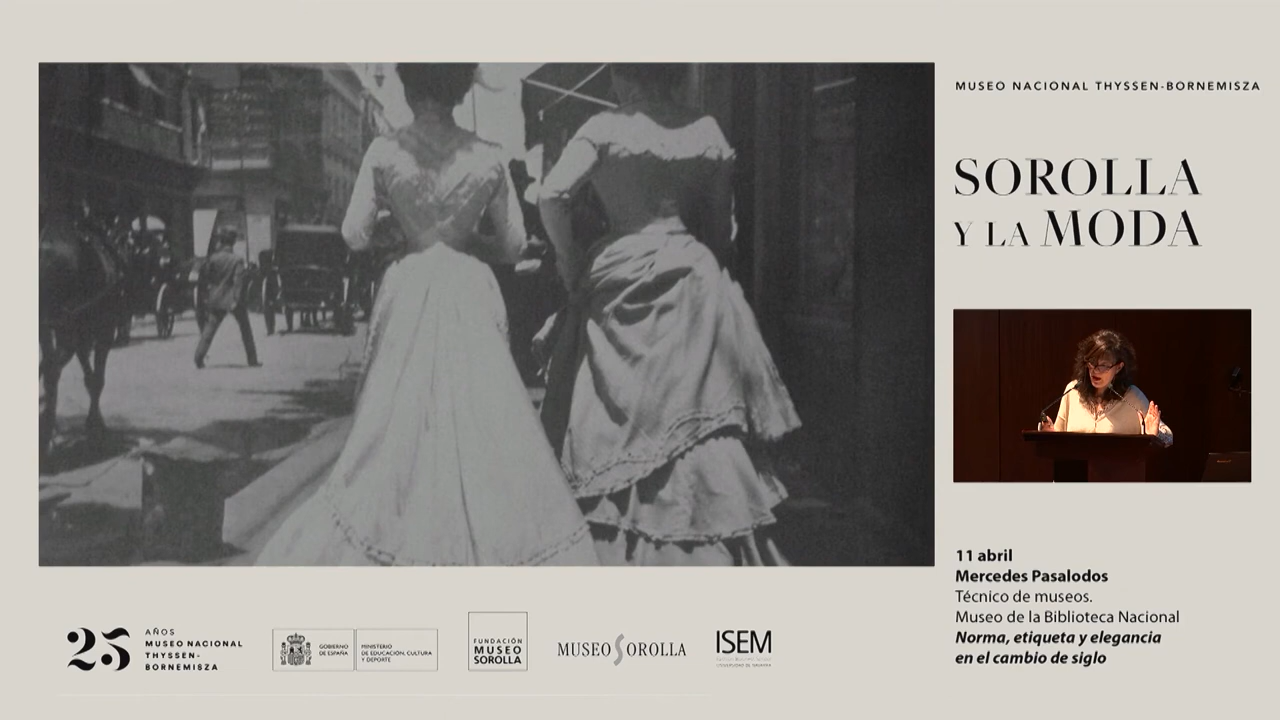 MUSEO NACIONAL THYSSEN-BORNEMISZA
SOROLLA
Y LA MODA
11 abril
Mercedes Pasalodos
Técnico de museos.
Museo de la Biblioteca Nacional
Norma, etiqueta y elegancia
en el cambio de siglo
25
AÑOS
MUSEO NACIONAL
THYSSEN-
BORNEMISZA
GOBIERNO
DE ESPAÑA
MINISTERIO
DE EDUCACIÓN, CULTURA
Y DEPORTE
FUNDACIÓN
MUSEO
SOROLLA
MUSEO SOROLLA
ISEM